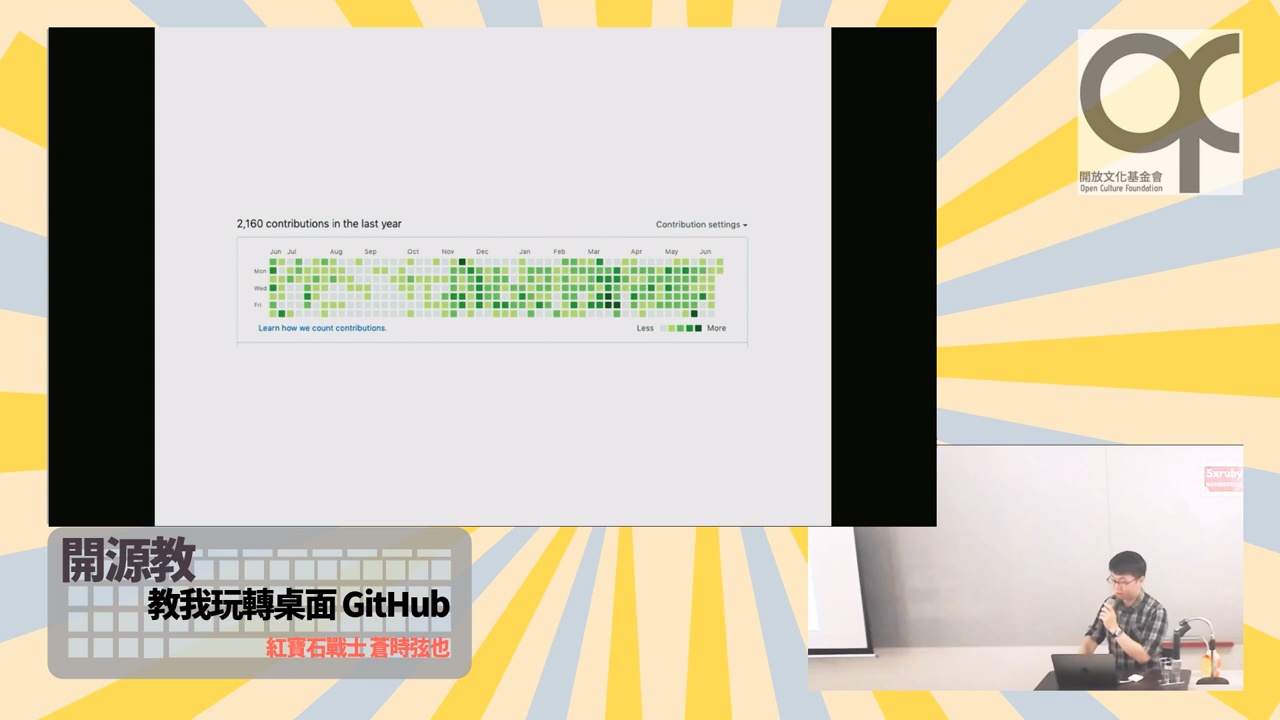 2,160 contributions in the last year
Contribution settings
Jun Jul Aug Sep Oct Nov Dec Jan Feb Mar Apr May Jun
Mon
Wed
Fri
Learn how we count contributions.
Less More
開放文化基金會
Open Culture Foundation
5xruby
開源教
教我玩轉桌面 GitHub
紅寶石戰士 蒼時弦也